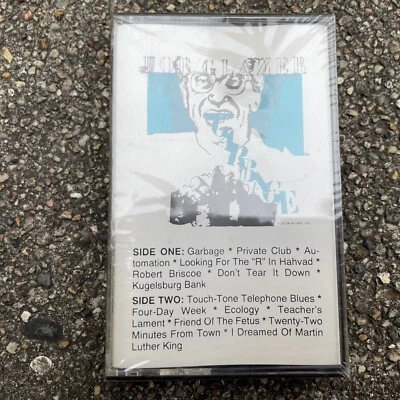 JOE GLAZER
GARBAGE
SIDE ONE: Garbage * Private Club * Au-
tomation * Looking For The "R" In Hahvad *
Robert Briscoe * Don't Tear It Down *
Kugelsburg Bank
SIDE TWO: Touch-Tone Telephone Blues *
Four-Day Week * Ecology * Teacher's
Lament * Friend Of The Fetus * Twenty-Two
Minutes From Town * I Dreamed Of Martin
Luther King